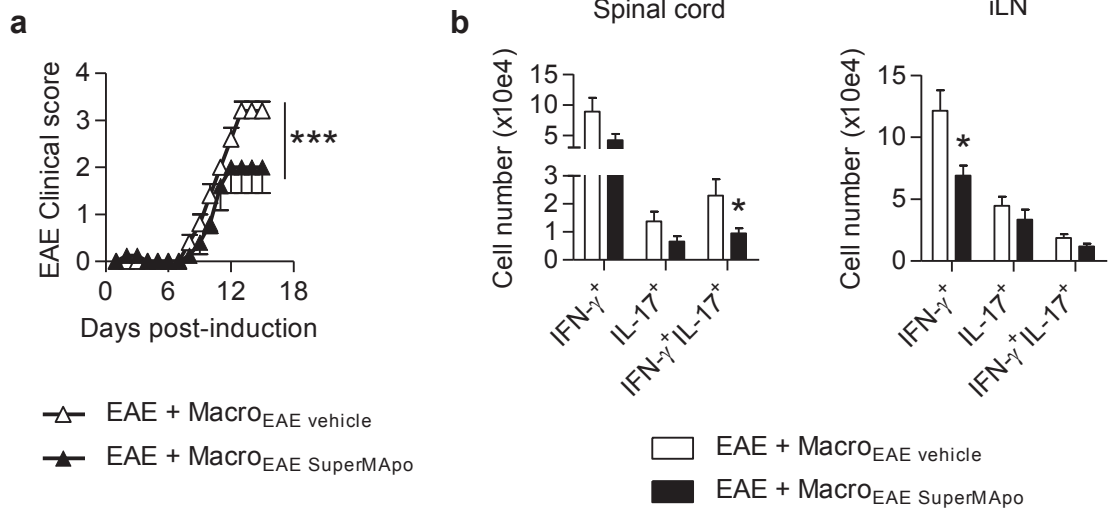 a
EAE Clinical score
4
3
2
1
0
0 6 12 18
Days post-induction
***
EAE + MacroEAE vehicle
EAE + MacroEAE SuperMApo
b
Spinal cord
Cell number (x10e4)
15
10
5
3
2
1
0
*
IFN-γ+
IL-17+
IFN-γ+IL-17+
iLN
Cell number (x10e4)
15
10
5
0
*
IFN-γ+
IL-17+
IFN-γ+IL-17+
EAE + MacroEAE vehicle
EAE + MacroEAE SuperMApo